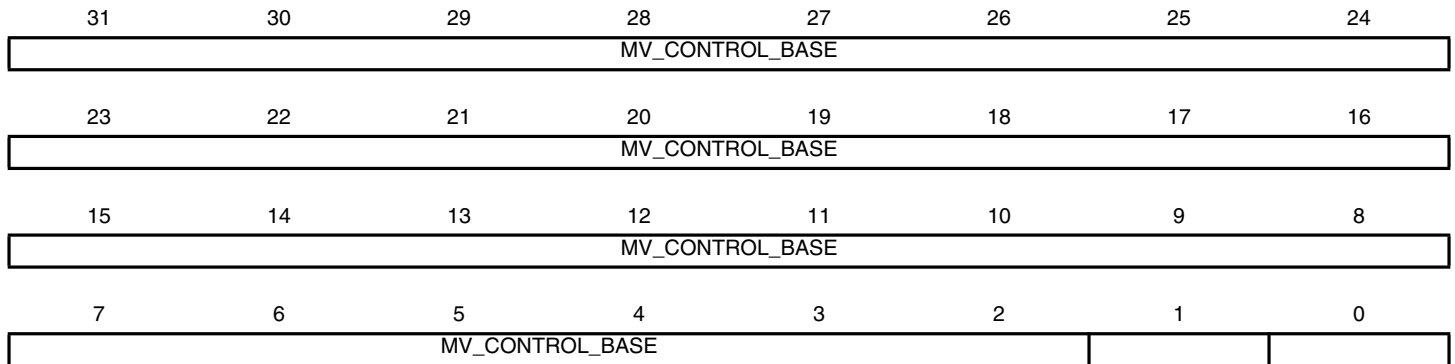 31 30 29 28 27 26 25 24
MV_CONTROL_BASE
23 22 21 20 19 18 17 16
MV_CONTROL_BASE
15 14 13 12 11 10 9 8
MV_CONTROL_BASE
7 6 5 4 3 2 1 0
MV_CONTROL_BASE